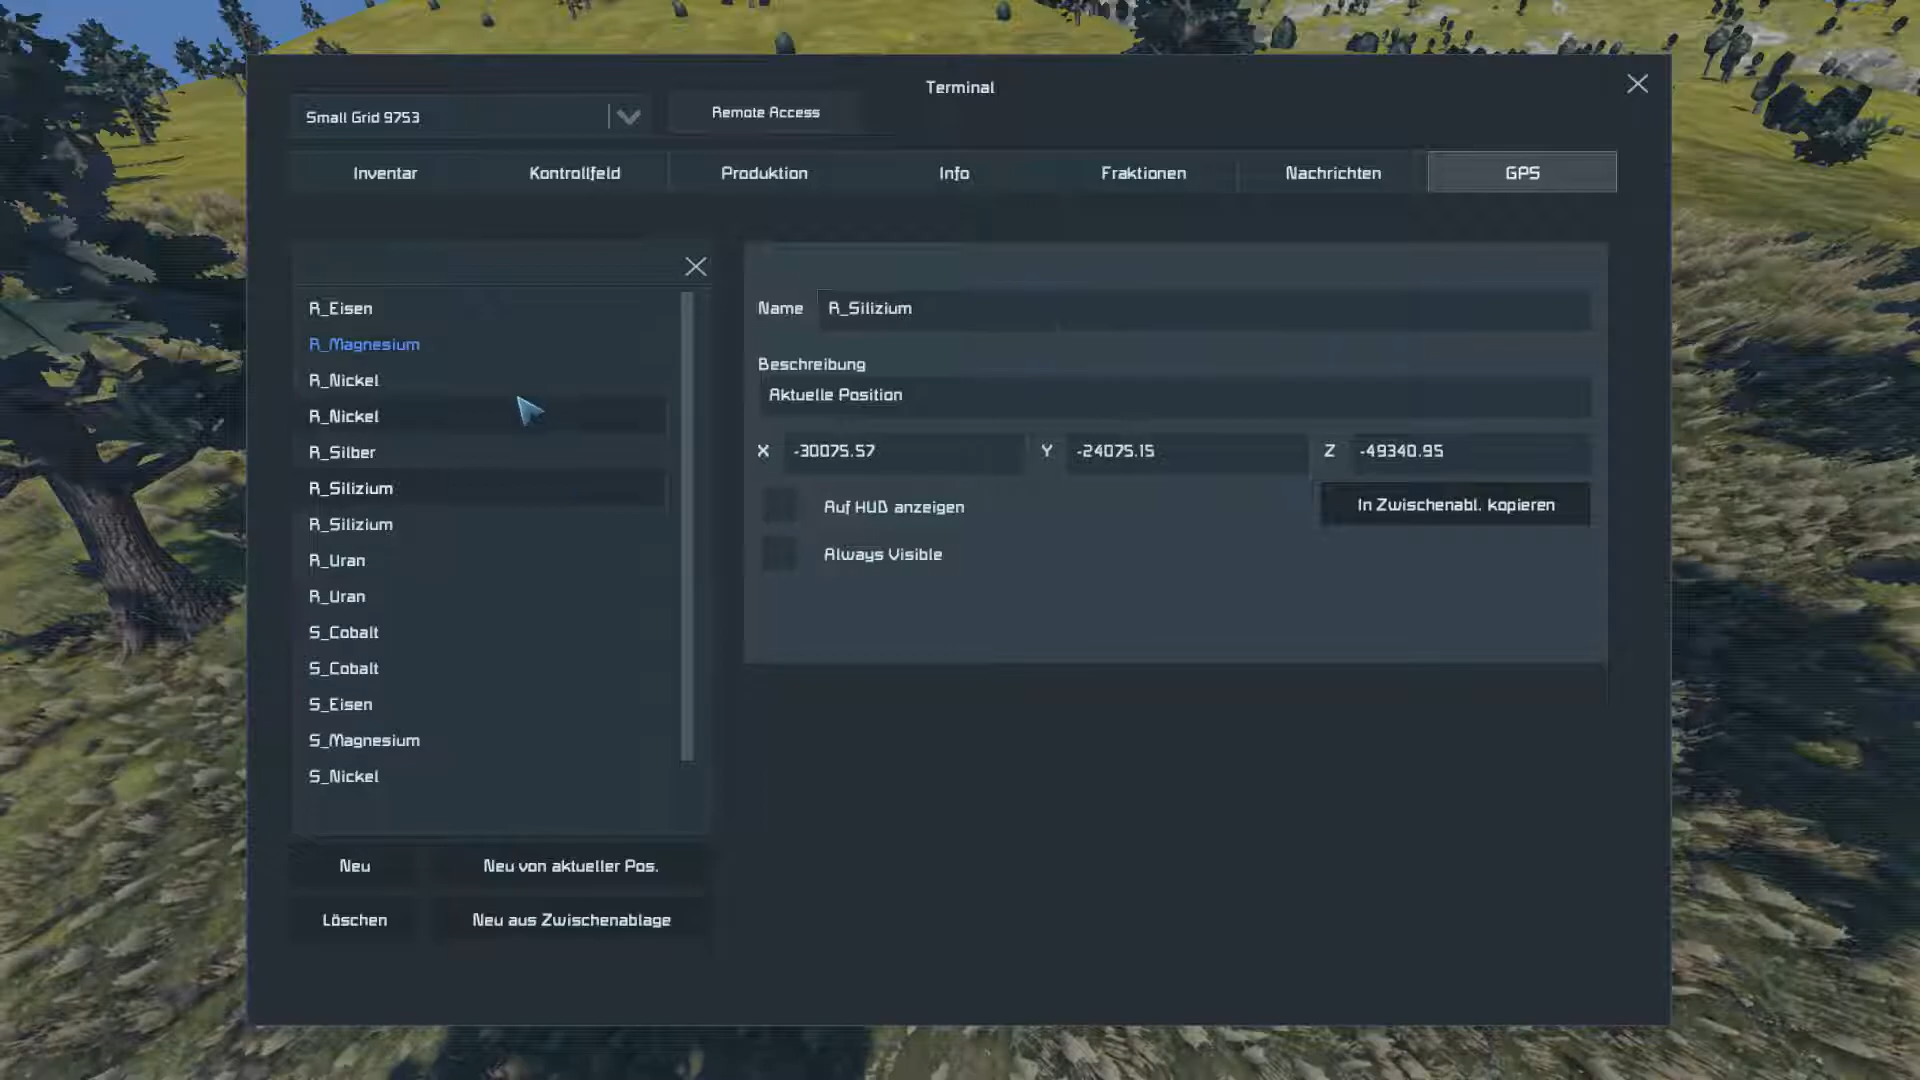 Terminal
Small Grid 9753
Remote Access
Inventar
Kontrollfeld
Produktion
Info
Fraktionen
Nachrichten
GPS
R_Eisen
R_Magnesium
R_Nickel
R_Nickel
R_Silber
R_Silizium
R_Silizium
R_Uran
R_Uran
S_Cobalt
S_Cobalt
S_Eisen
S_Magnesium
S_Nickel
Neu
Neu von aktueller Pos.
Löschen
Neu aus Zwischenablage
Name R_Silizium
Beschreibung
Aktuelle Position
X -30075.57 Y -24075.15 Z -49340.95
Auf HUD anzeigen
In Zwischenabl. kopieren
Always Visible